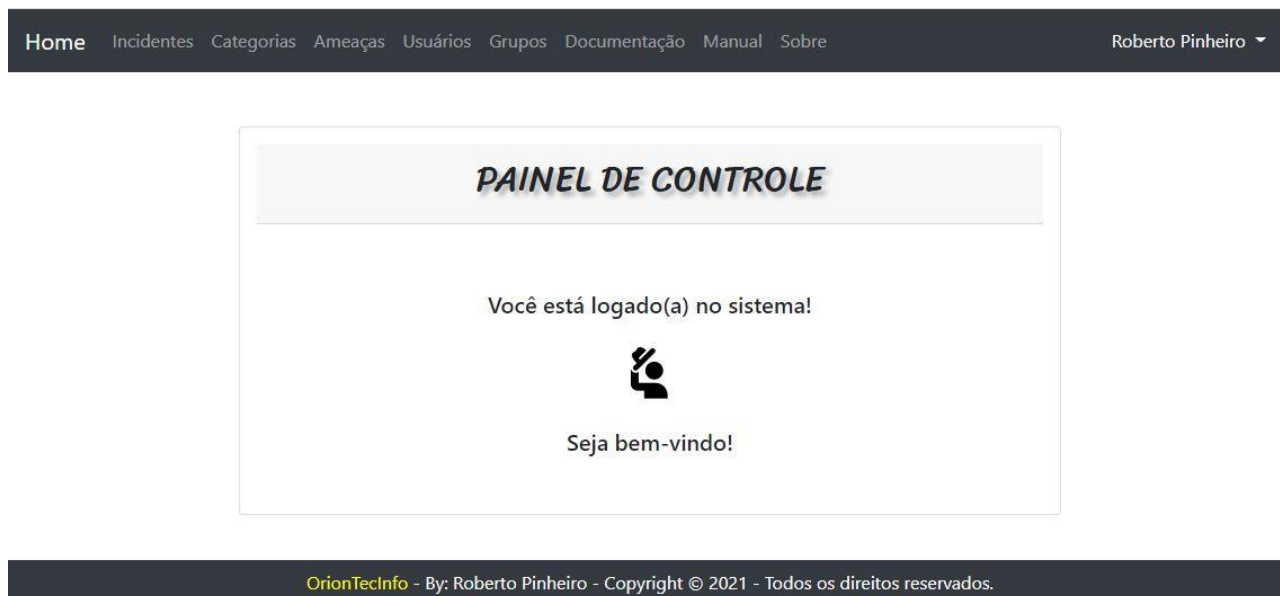 Home Incidentes Categorias Ameaças Usuários Grupos Documentação Manual Sobre Roberto Pinheiro
PAINEL DE CONTROLE
Você está logado(a) no sistema!
Seja bem-vindo!
OrionTecInfo - By: Roberto Pinheiro - Copyright © 2021 - Todos os direitos reservados.